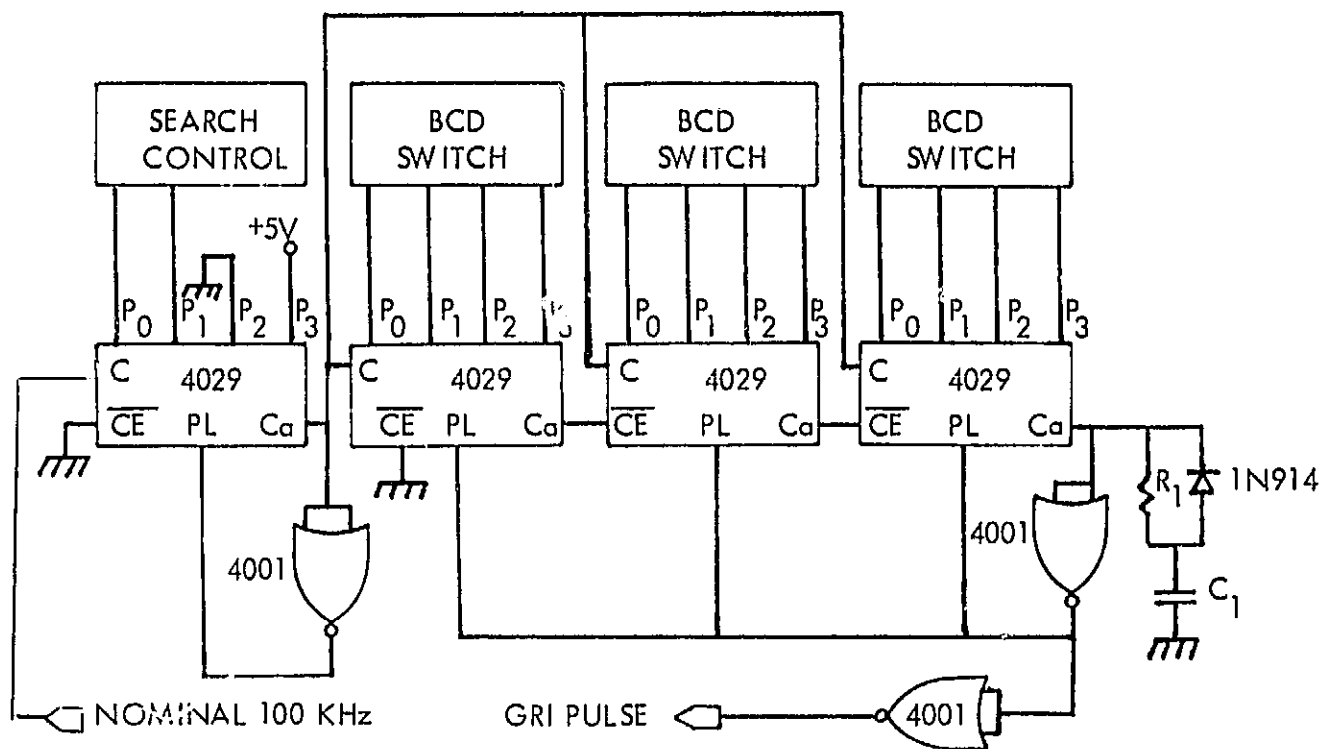 SEARCH
CONTROL
BCD
SWITCH
BCD
SWITCH
BCD
SWITCH
+5V
P0 P1 P2 P3
P0 P1 P2 P3
P0 P1 P2 P3
P0 P1 P2 P3
C 4029
CE PL Ca
C 4029
CE Ca
C 4029
CE PL Ca
C 4029
CE Ca
4001
4001
R1
1N914
C1
NOMINAL 100 KHz
GRI PULSE
4001